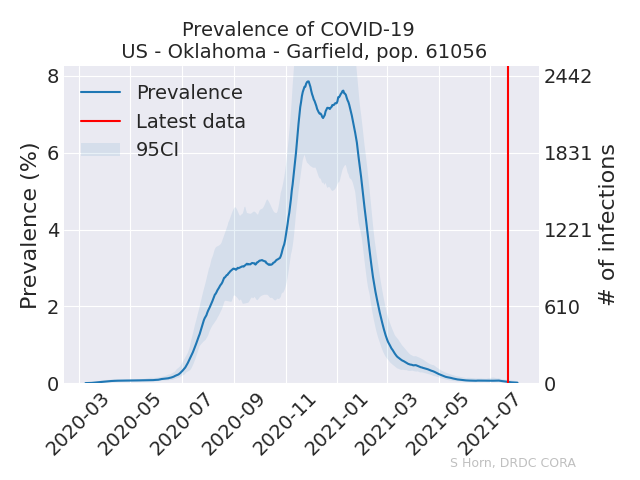 Prevalence of COVID-19
US - Oklahoma - Garfield, pop. 61056
Prevalence
Latest data
95CI
Prevalence (%)
8
6
4
2
0
2442
1831
1221
610
0
# of infections
2020-03
2020-05
2020-07
2020-09
2020-11
2021-01
2021-03
2021-05
2021-07
S Horn, DRDC CORA